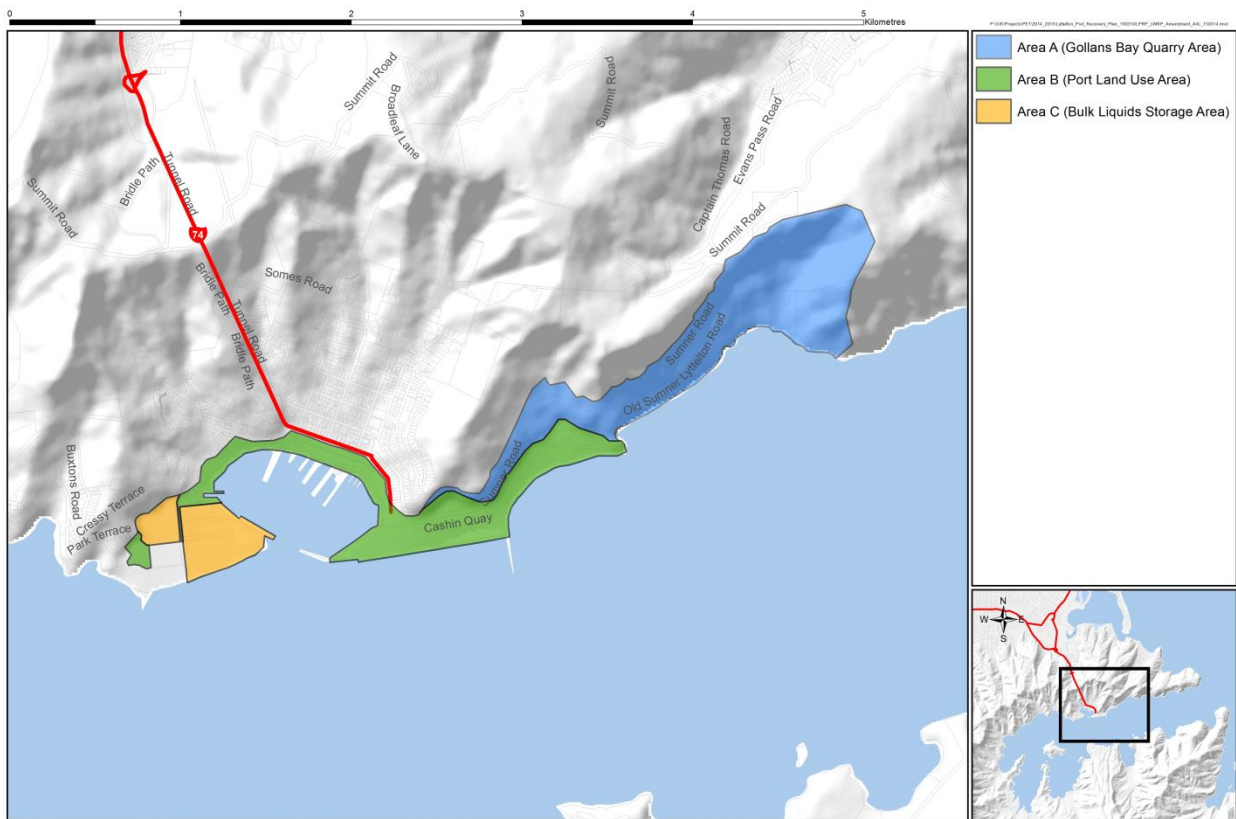 0 1 2 3 4 5
Kilometres
Area A (Gollans Bay Quarry Area)
Area B (Port Land Use Area)
Area C (Bulk Liquids Storage Area)
Summit Road
Broadleaf Lane
Summit Road
Captain Thomas Road
Evans Pass Road
Summit Road
Summit Road
Bridle Path
Tunnel Road
74
Somes Road
Bridle Path
Tunnel Road
Bridle Path
Sumner Road
Old Sumner Lyttelton Road
Sumner Road
Cashin Quay
Buxtons Road
Cressy Terrace
Park Terrace
N
W E
S